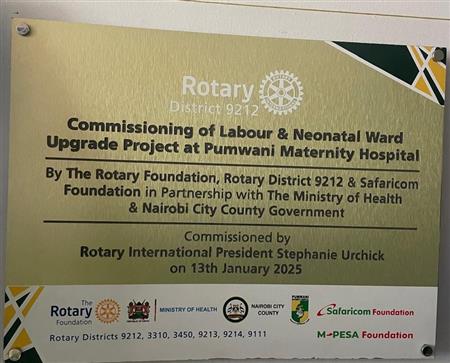 Rotary
District 9212
Commissioning of Labour & Neonatal Ward
Upgrade Project at Pumwani Maternity Hospital
By The Rotary Foundation, Rotary District 9212 & Safaricom
Foundation in Partnership with The Ministry of Health
& Nairobi City County Government
Commissioned by
Rotary International President Stephanie Urchick
on 13th January 2025
The
Rotary
Foundation
MINISTRY OF HEALTH
NAIROBI CITY
COUNTY
Safaricom Foundation
M-PESA Foundation
Rotary Districts 9212, 3310, 3450, 9213, 9214, 9111